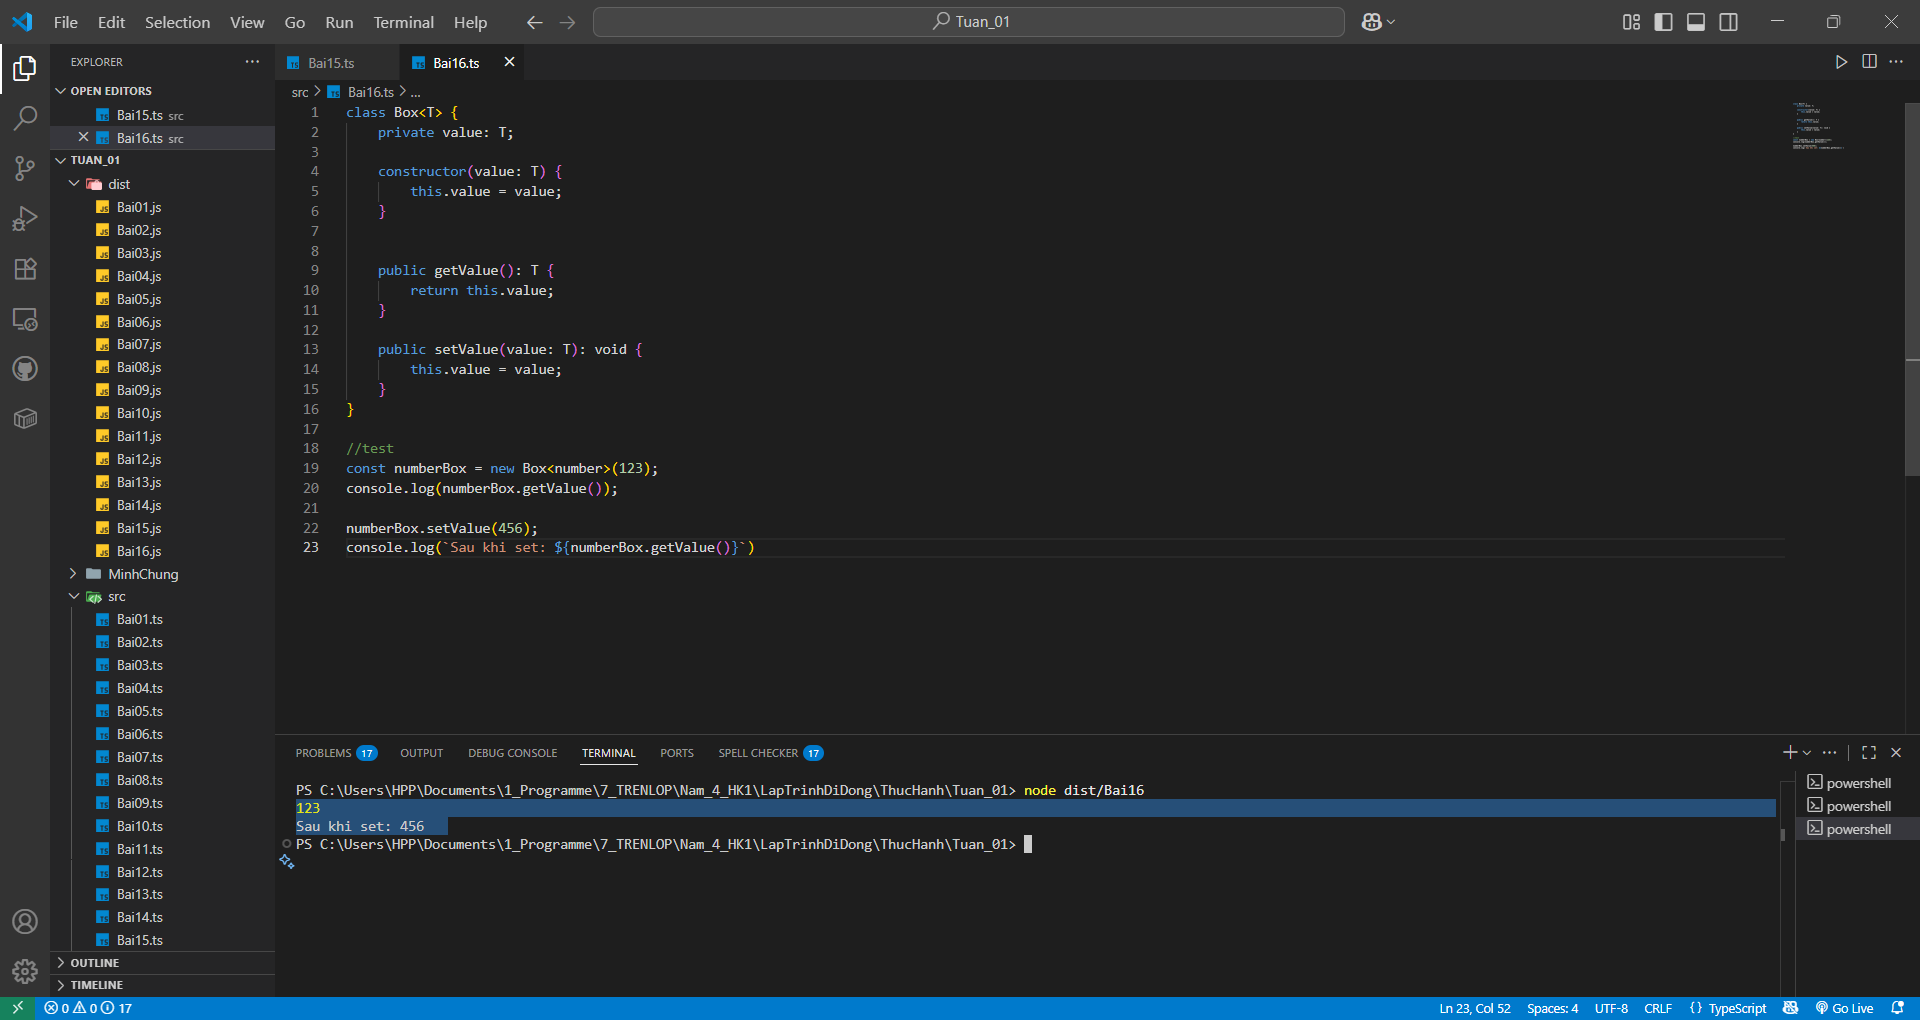 File Edit Selection View Go Run Terminal Help
Tuan_01
EXPLORER
OPEN EDITORS
Bai15.ts src
Bai16.ts src
TUAN_01
dist
Bai01.js
Bai02.js
Bai03.js
Bai04.js
Bai05.js
Bai06.js
Bai07.js
Bai08.js
Bai09.js
Bai10.js
Bai11.js
Bai12.js
Bai13.js
Bai14.js
Bai15.js
Bai16.js
MinhChung
src
Bai01.ts
Bai02.ts
Bai03.ts
Bai04.ts
Bai05.ts
Bai06.ts
Bai07.ts
Bai08.ts
Bai09.ts
Bai10.ts
Bai11.ts
Bai12.ts
Bai13.ts
Bai14.ts
Bai15.ts
OUTLINE
TIMELINE
Bai15.ts
Bai16.ts
src > Bai16.ts > ...
1 class Box<T> {
2     private value: T;
3
4     constructor(value: T) {
5         this.value = value;
6     }
7
8
9     public getValue(): T {
10         return this.value;
11     }
12
13     public setValue(value: T): void {
14         this.value = value;
15     }
16 }
17
18 //test
19 const numberBox = new Box<number>(123);
20 console.log(numberBox.getValue());
21
22 numberBox.setValue(456);
23 console.log(`Sau khi set: ${numberBox.getValue()}`)
PROBLEMS 17 OUTPUT DEBUG CONSOLE TERMINAL PORTS SPELL CHECKER 17
PS C:\Users\HPP\Documents\1_Programme\7_TRENLOP\Nam_4_HK1\LapTrinhDiDong\ThucHanh\Tuan_01> node dist/Bai16
123
Sau khi set: 456
PS C:\Users\HPP\Documents\1_Programme\7_TRENLOP\Nam_4_HK1\LapTrinhDiDong\ThucHanh\Tuan_01>
powershell
powershell
powershell
0 0 17
Ln 23, Col 52 Spaces: 4 UTF-8 CRLF {} TypeScript Go Live